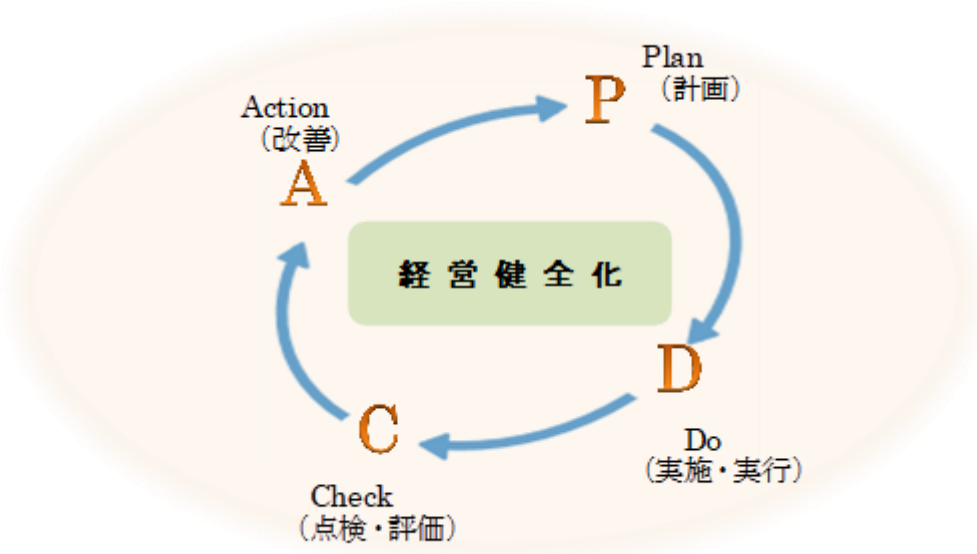 P
Plan
（計画）
D
Do
（実施・実行）
C
Check
（点検・評価）
Action
（改善）
A
経営健全化